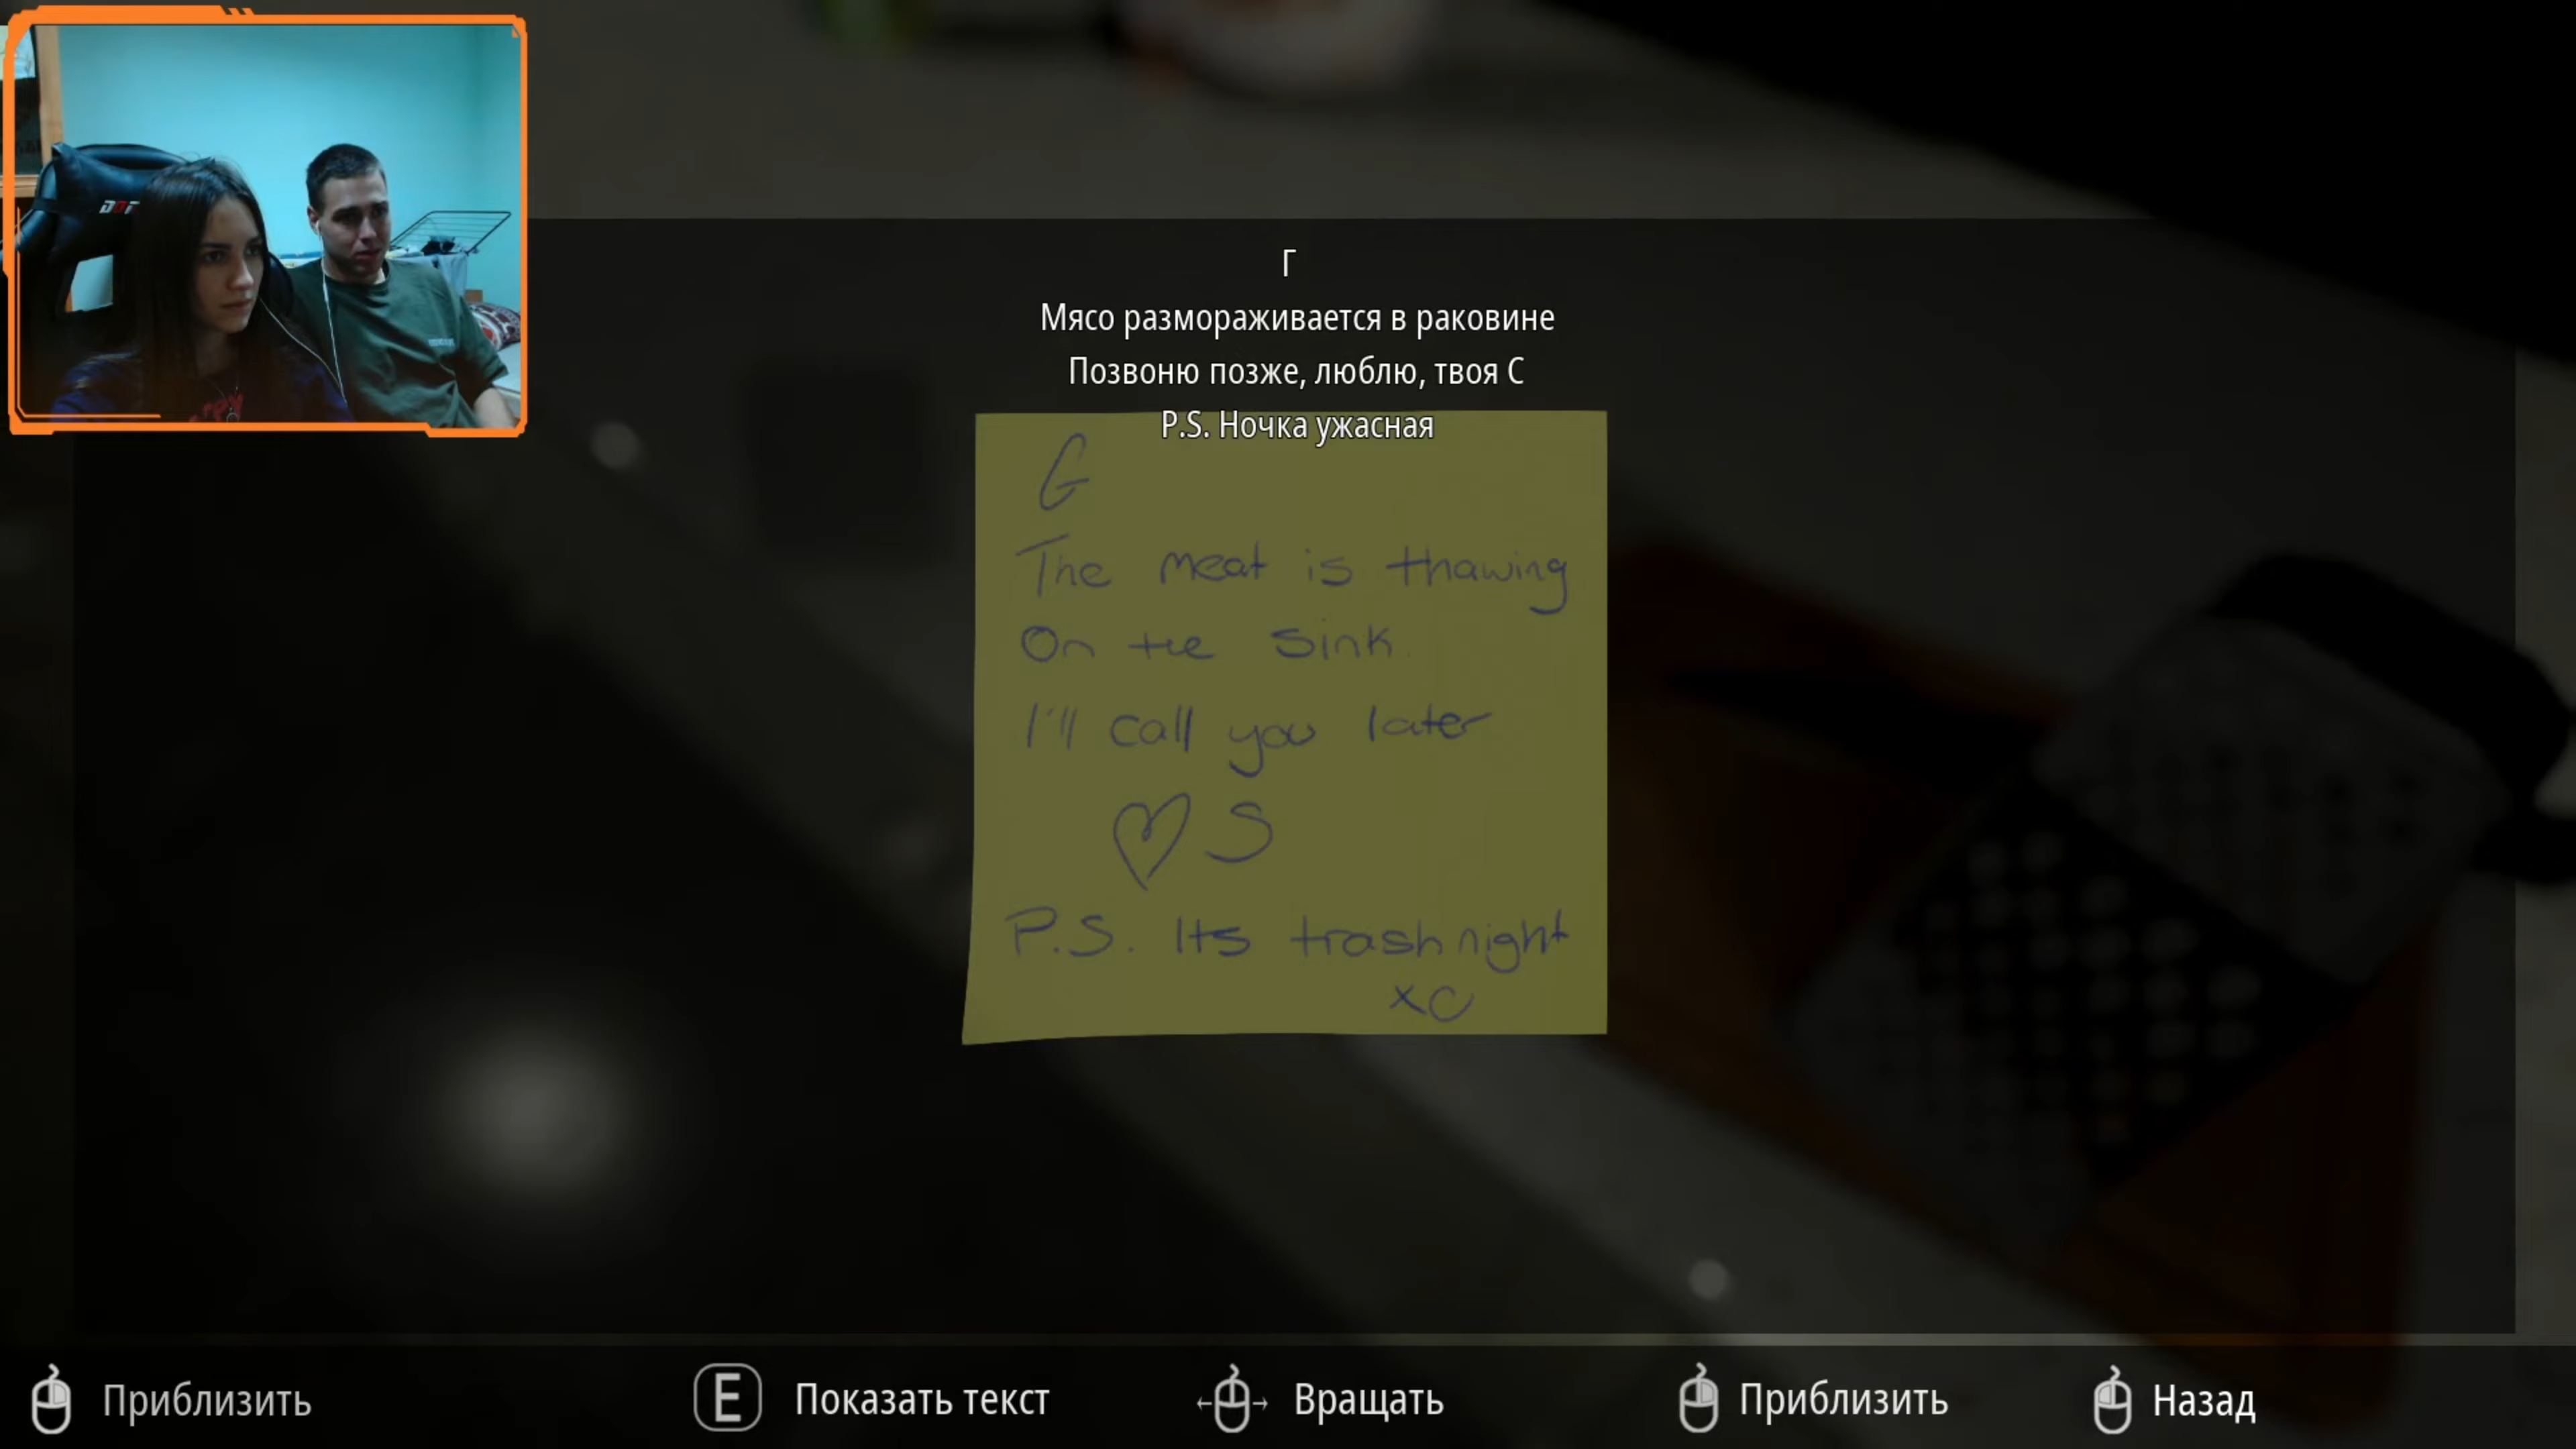 Г
Мясо размораживается в раковине
Позвоню позже, люблю, твоя С
P.S. Ночка ужасная
G
The meat is thawing
On the sink.
I'll call you later
♡ S
P.S. Its trash night
xO
Приблизить
E Показать текст
Вращать
Приблизить
Назад